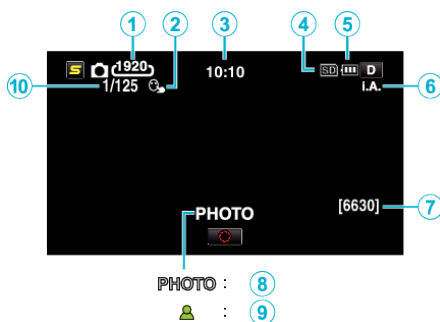 1 2 3 4 5
S 1920 10:10 SD D
10 1/125 i.A. 6
PHOTO [6630] 7
PHOTO : 8
: 9